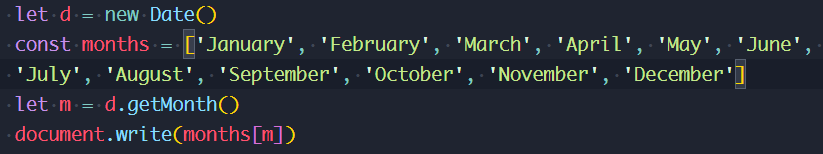 let d = new Date()
const months = ['January', 'February', 'March', 'April', 'May', 'June',
'July', 'August', 'September', 'October', 'November', 'December']
let m = d.getMonth()
document.write(months[m])